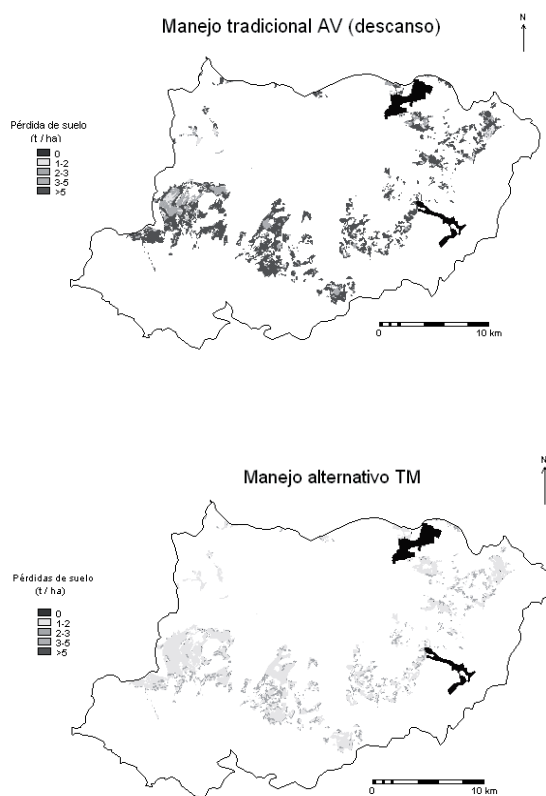 Manejo tradicional AV (descanso)
N
Pérdida de suelo
(t / ha)
0
1-2
2-3
3-5
>5
0
10 km
Manejo alternativo TM
N
Pérdidas de suelo
(t / ha)
0
1-2
2-3
3-5
>5
0
10 km